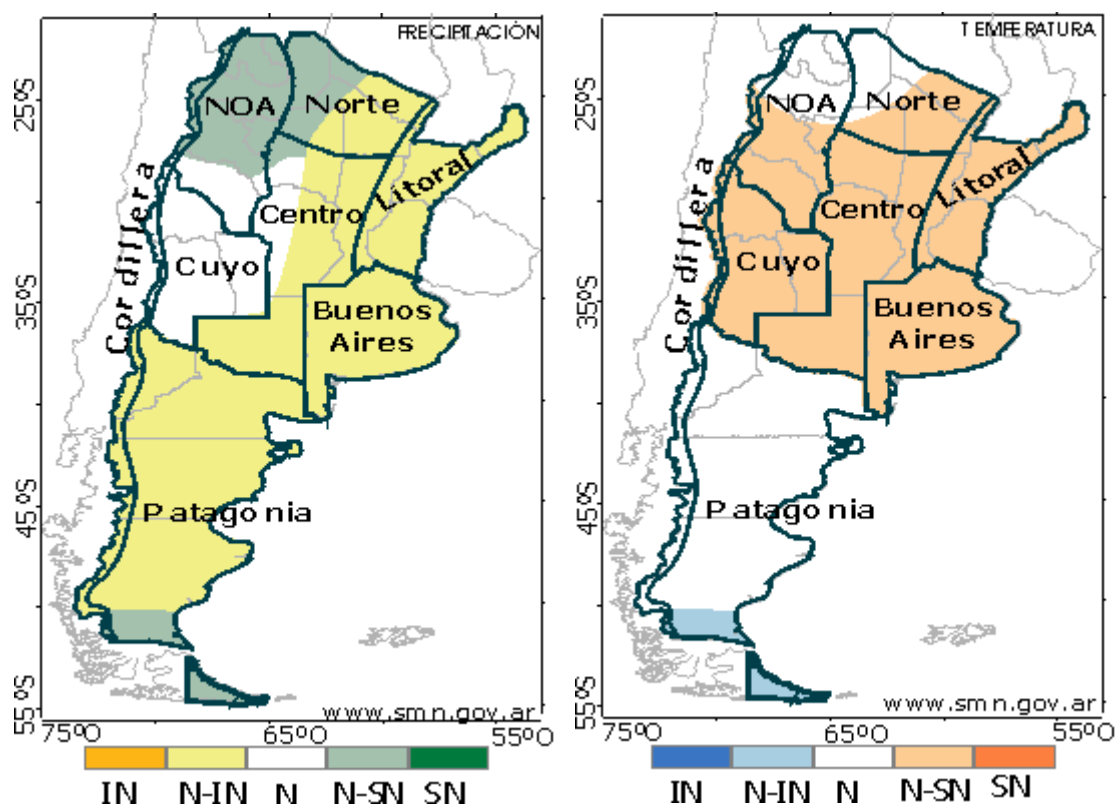 PRECIPITACIÓN
NOA
Norte
25ºS
Litoral
Cordillera
Centro
Cuyo
35ºS
Buenos
Aires
45ºS
Patagonia
www.smn.gov.ar
55ºS
75ºO 65ºO 55ºO
IN N-IN N N-SN SN
TEMPERATURA
NOA
Norte
25ºS
Litoral
Cordillera
Centro
Cuyo
35ºS
Buenos
Aires
45ºS
Patagonia
www.smn.gov.ar
55ºS
75ºO 65ºO 55ºO
IN N-IN N N-SN SN